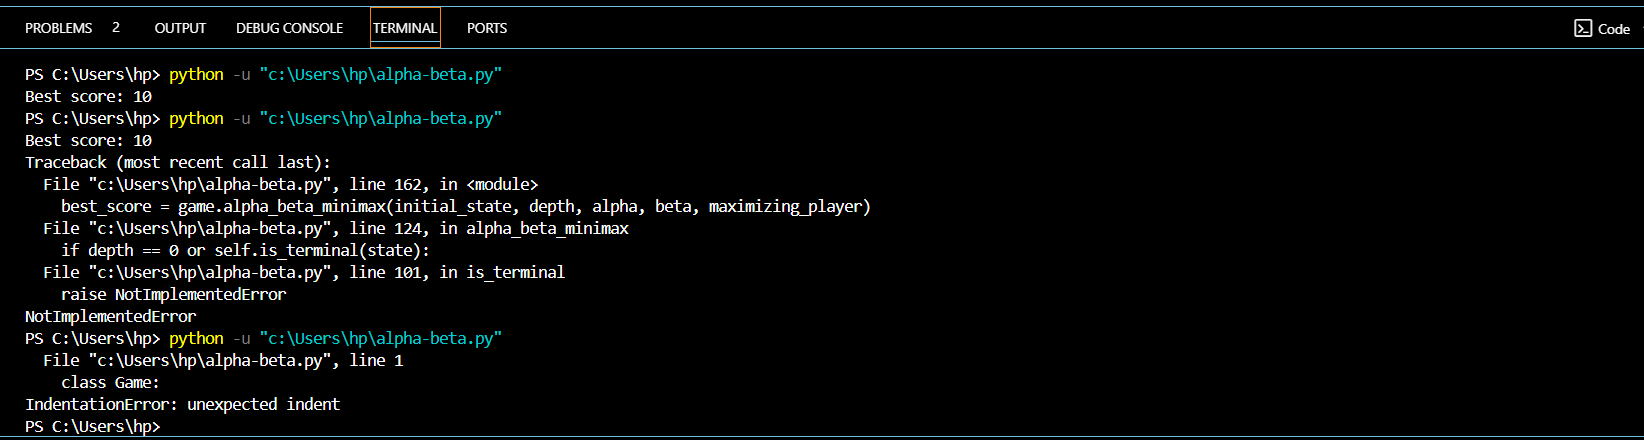 PROBLEMS 2 OUTPUT DEBUG CONSOLE TERMINAL PORTS Code
PS C:\Users\hp> python -u "c:\Users\hp\alpha-beta.py"
Best score: 10
PS C:\Users\hp> python -u "c:\Users\hp\alpha-beta.py"
Best score: 10
Traceback (most recent call last):
  File "c:\Users\hp\alpha-beta.py", line 162, in <module>
    best_score = game.alpha_beta_minimax(initial_state, depth, alpha, beta, maximizing_player)
  File "c:\Users\hp\alpha-beta.py", line 124, in alpha_beta_minimax
    if depth == 0 or self.is_terminal(state):
  File "c:\Users\hp\alpha-beta.py", line 101, in is_terminal
    raise NotImplementedError
NotImplementedError
PS C:\Users\hp> python -u "c:\Users\hp\alpha-beta.py"
  File "c:\Users\hp\alpha-beta.py", line 1
    class Game:
IndentationError: unexpected indent
PS C:\Users\hp>